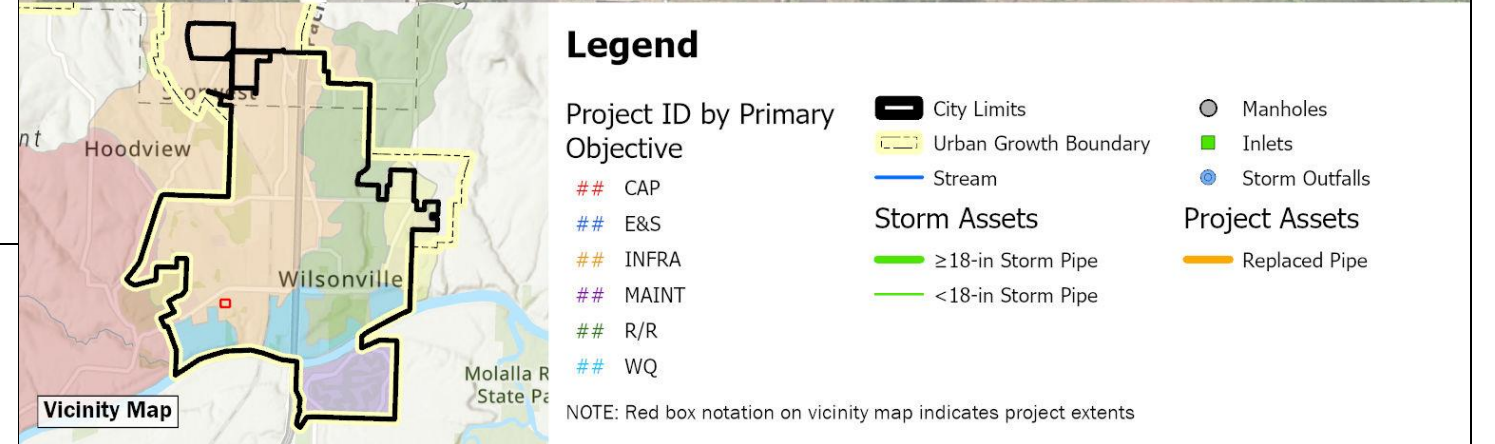 Hoodview
Wilsonville
Molalla R
State Pa
Vicinity Map
Legend
Project ID by Primary
Objective
## CAP
## E&S
## INFRA
## MAINT
## R/R
## WQ
City Limits
Urban Growth Boundary
Stream
Storm Assets
≥18-in Storm Pipe
<18-in Storm Pipe
Manholes
Inlets
Storm Outfalls
Project Assets
Replaced Pipe
NOTE: Red box notation on vicinity map indicates project extents